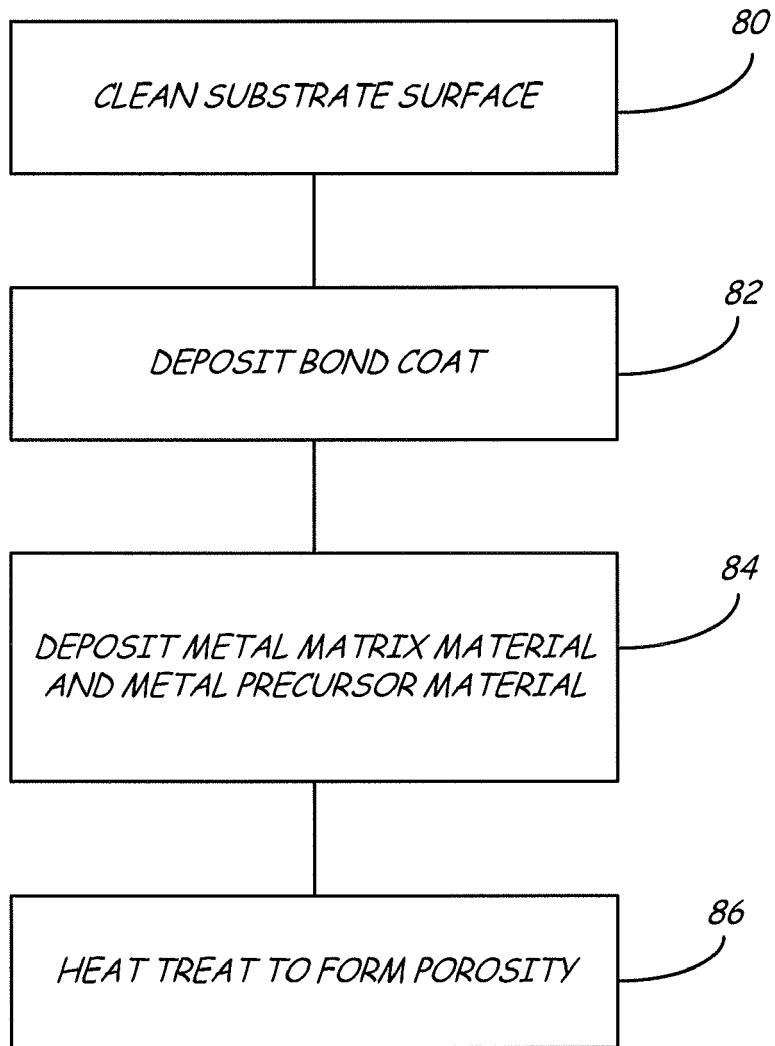 80
CLEAN SUBSTRATE SURFACE
82
DEPOSIT BOND COAT
84
DEPOSIT METAL MATRIX MATERIAL
AND METAL PRECURSOR MATERIAL
86
HEAT TREAT TO FORM POROSITY